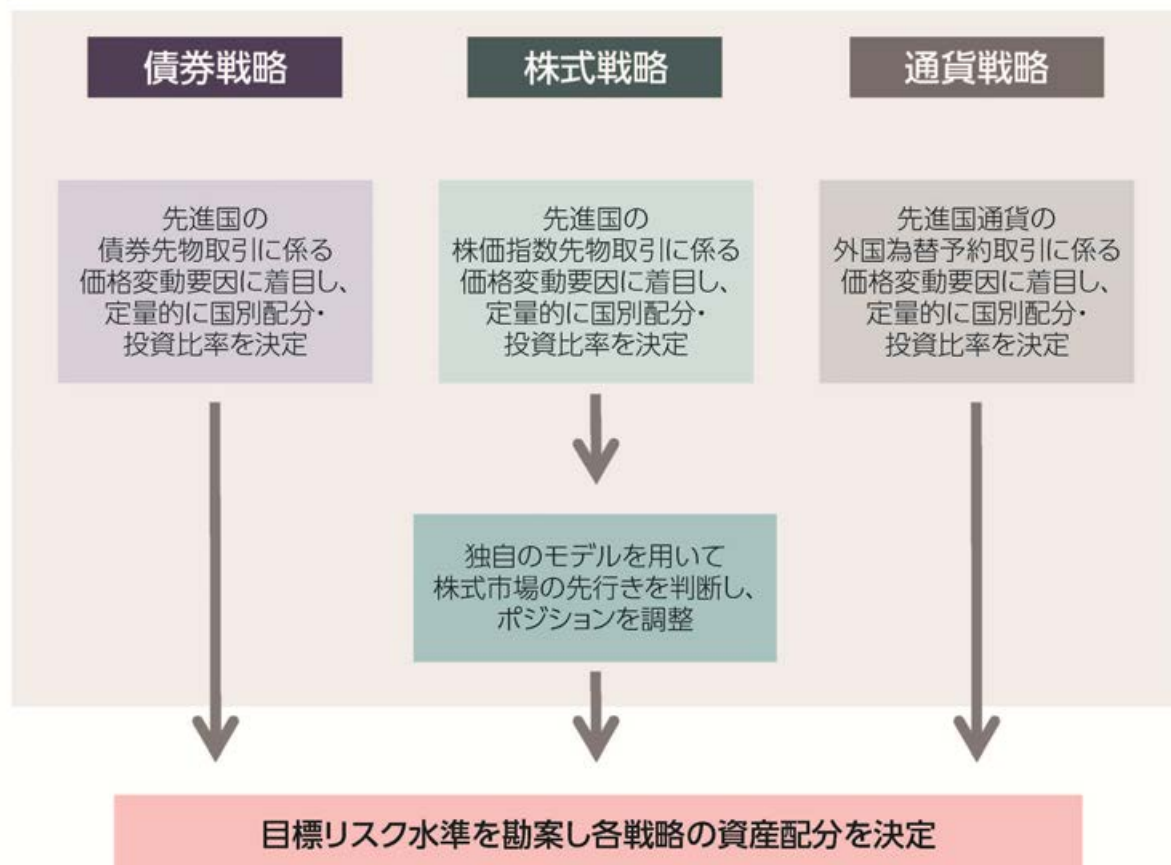 債券戦略
株式戦略
通貨戦略
先進国の
債券先物取引に係る
価格変動要因に着目し、
定量的に国別配分・
投資比率を決定
先進国の
株価指数先物取引に係る
価格変動要因に着目し、
定量的に国別配分・
投資比率を決定
先進国通貨の
外国為替予約取引に係る
価格変動要因に着目し、
定量的に国別配分・
投資比率を決定
独自のモデルを用いて
株式市場の先行きを判断し、
ポジションを調整
目標リスク水準を勘案し各戦略の資産配分を決定